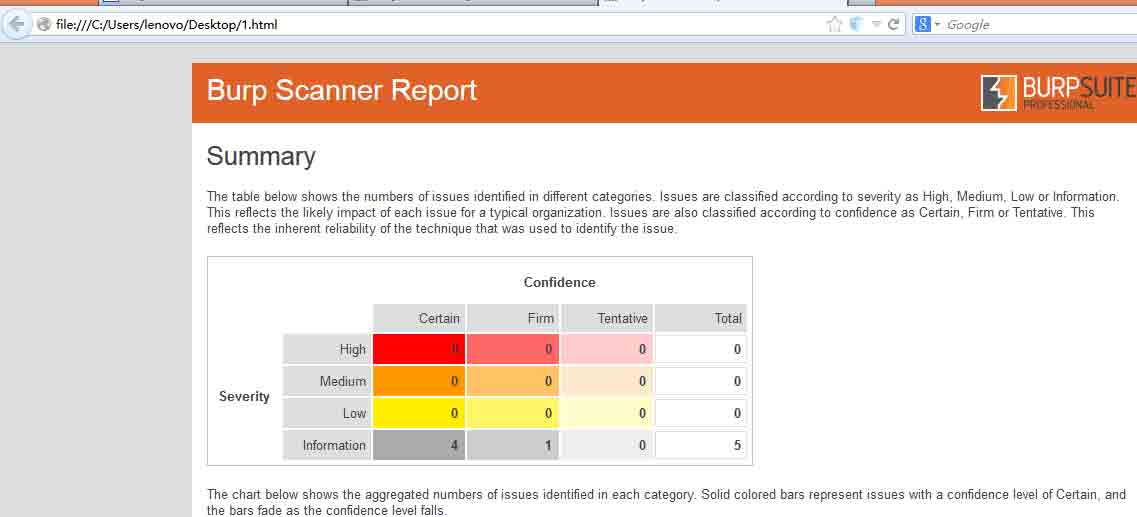 file:///C:/Users/lenovo/Desktop/1.html
Google
Burp Scanner Report
BURPSUITE
PROFESSIONAL
Summary
The table below shows the numbers of issues identified in different categories. Issues are classified according to severity as High, Medium, Low or Information.
This reflects the likely impact of each issue for a typical organization. Issues are also classified according to confidence as Certain, Firm or Tentative. This
reflects the inherent reliability of the technique that was used to identify the issue.
Confidence
Certain Firm Tentative Total
High 0 0 0 0
Medium 0 0 0 0
Severity
Low 0 0 0 0
Information 4 1 0 5
The chart below shows the aggregated numbers of issues identified in each category. Solid colored bars represent issues with a confidence level of Certain, and
the bars fade as the confidence level falls.